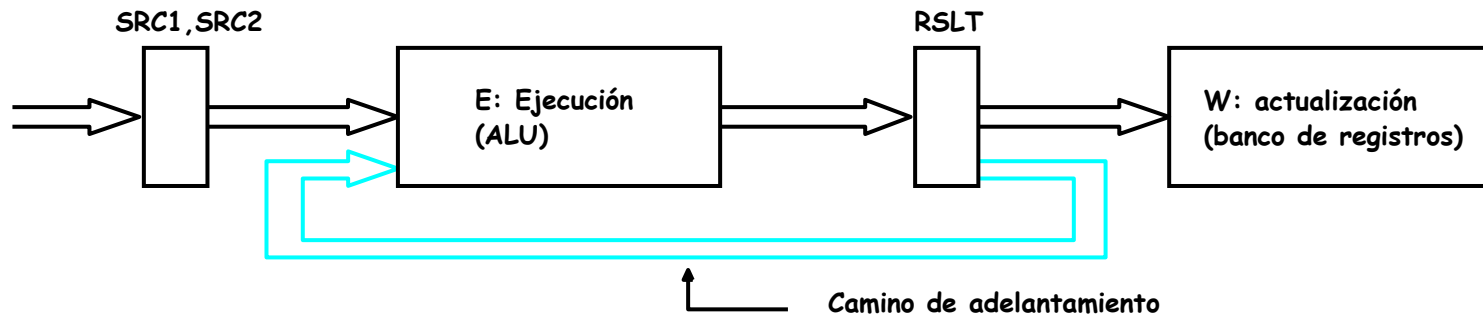 SRC1,SRC2
RSLT
E: Ejecución
(ALU)
W: actualización
(banco de registros)
Camino de adelantamiento